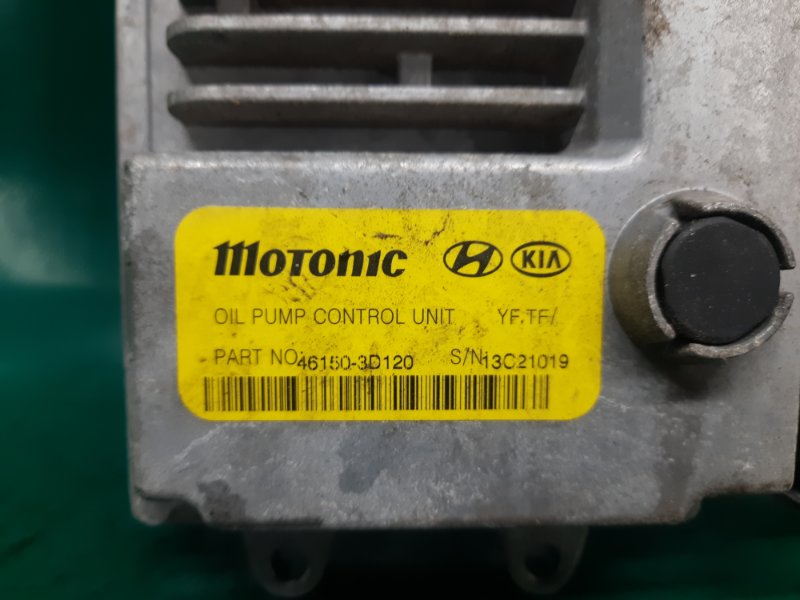 MOTONIC KIA
OIL PUMP CONTROL UNIT YF,TF/
PART NO. 46150-3D120 S/N 13C21019